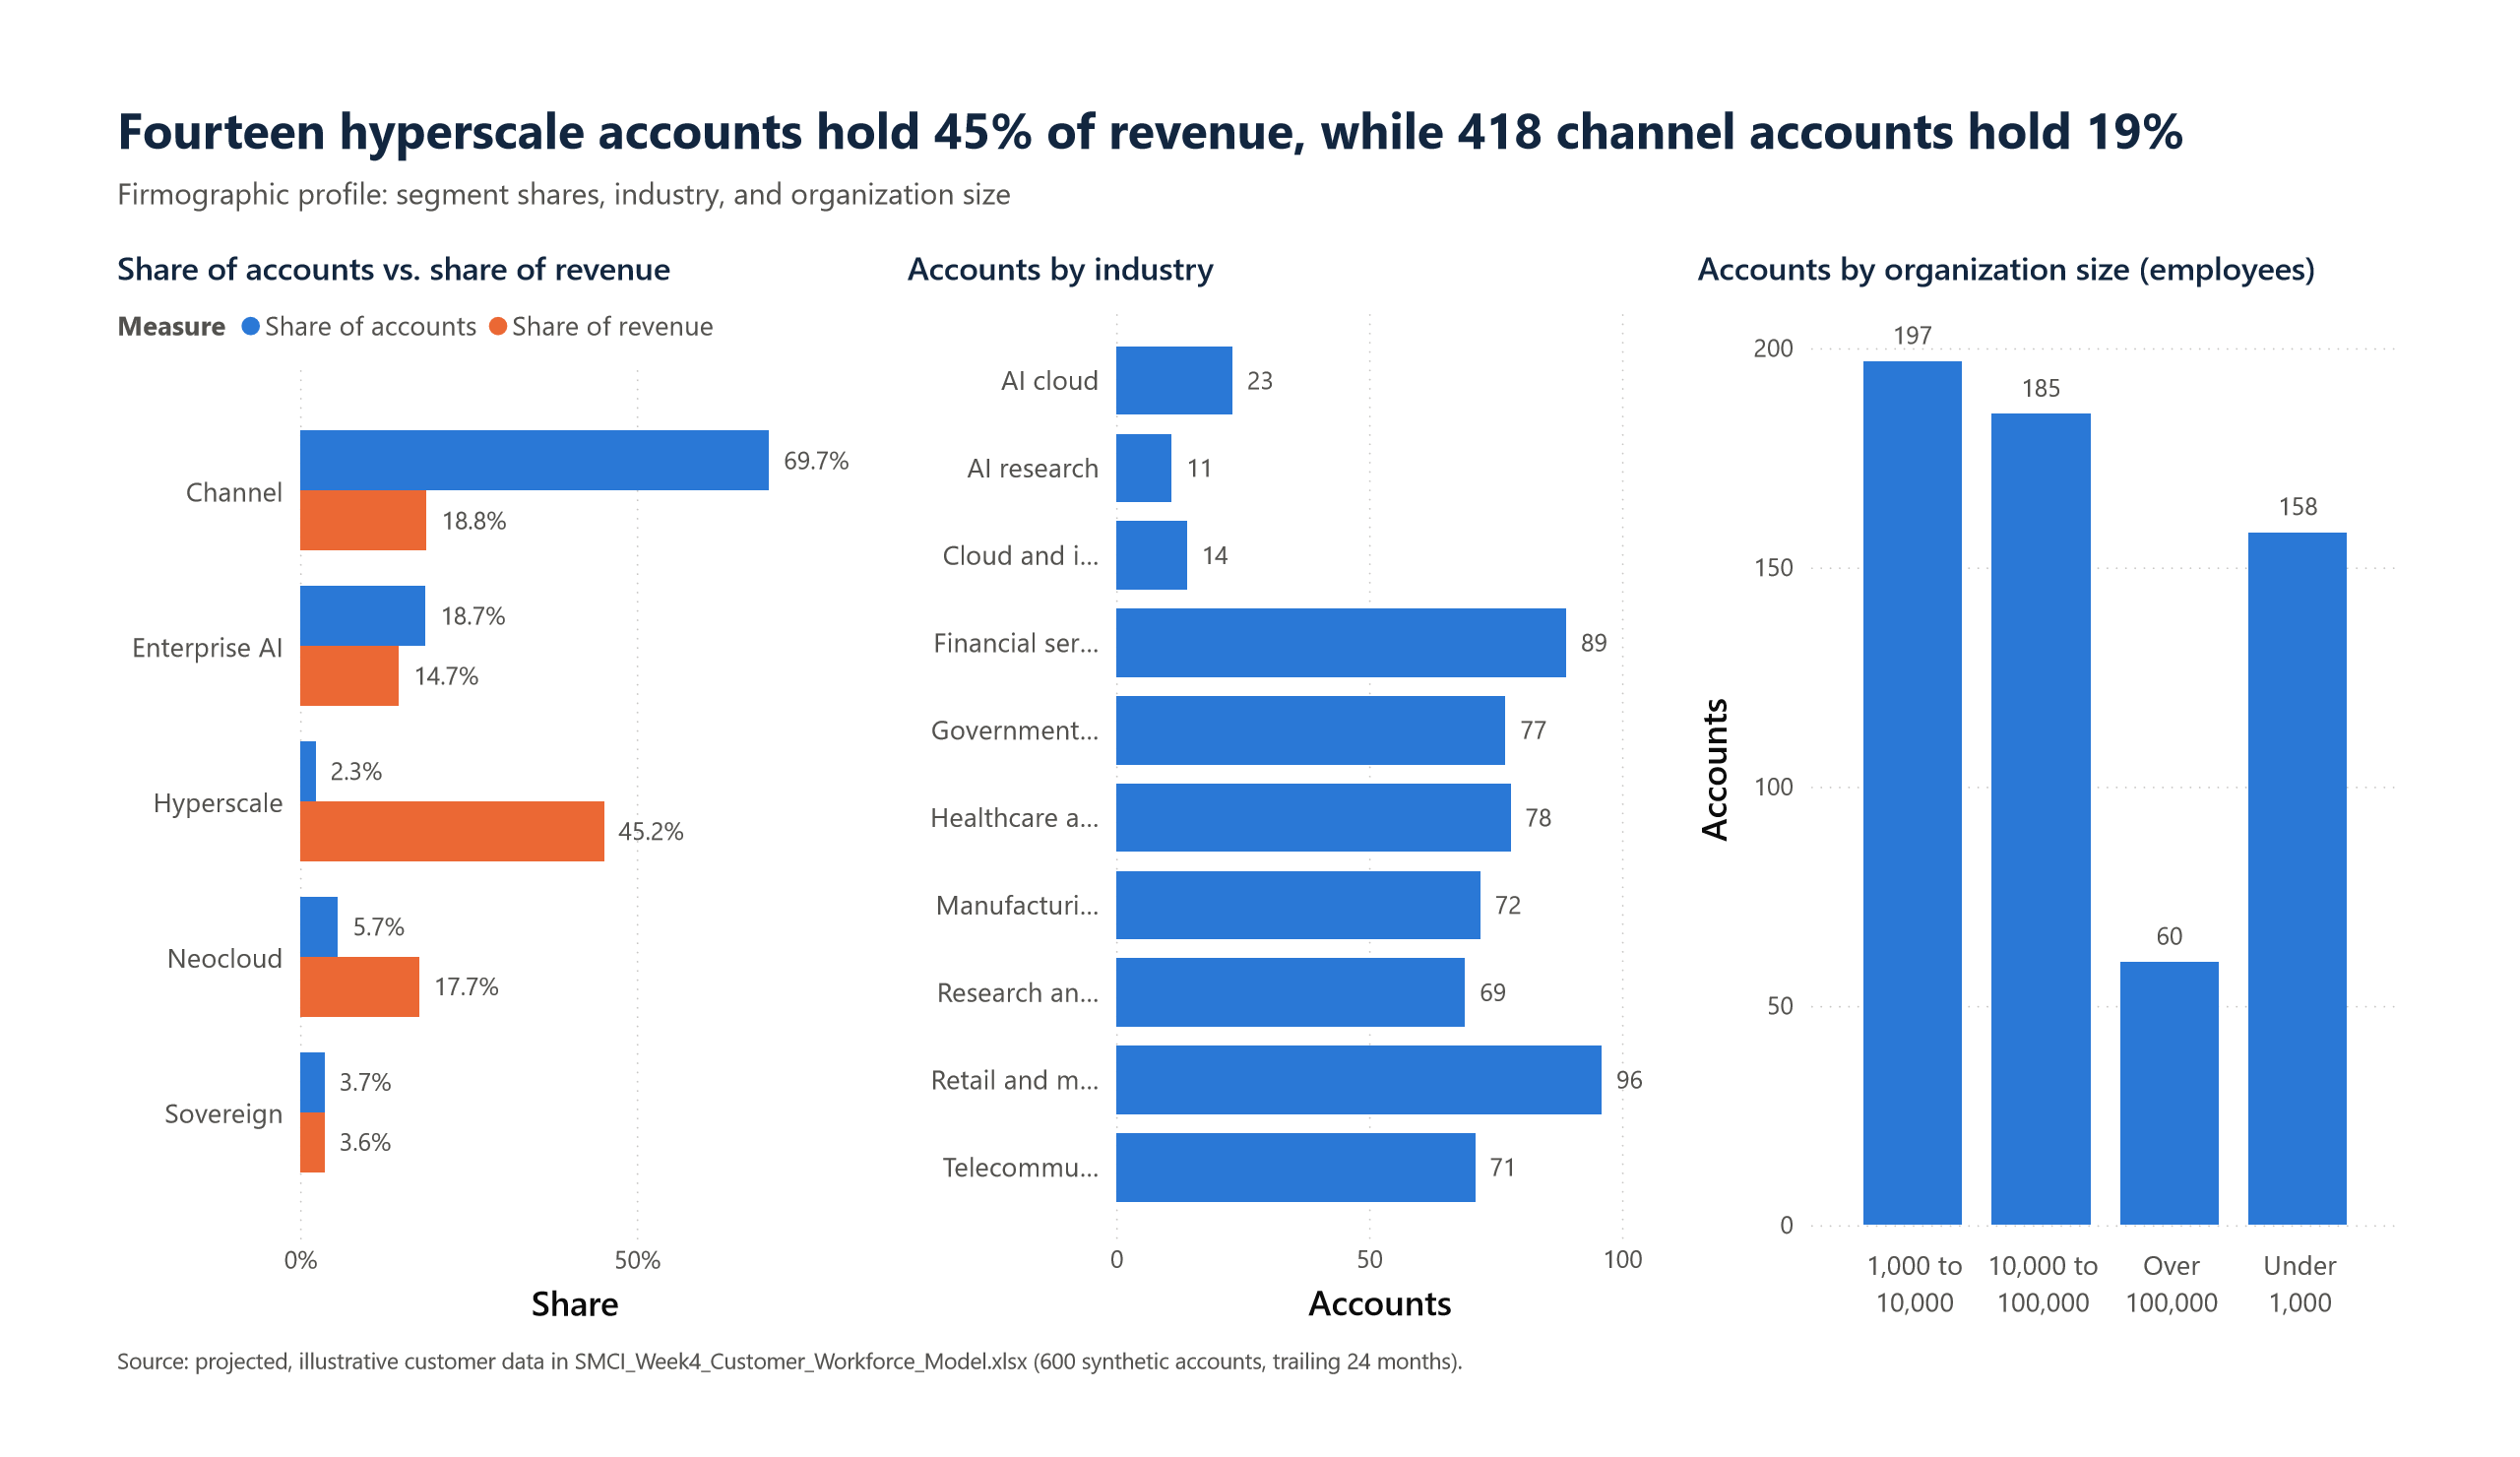 Fourteen hyperscale accounts hold 45% of revenue, while 418 channel accounts hold 19%
Firmographic profile: segment shares, industry, and organization size
Share of accounts vs. share of revenue
Measure Share of accounts Share of revenue
Channel
69.7%
18.8%
Enterprise AI
18.7%
14.7%
Hyperscale
2.3%
45.2%
Neocloud
5.7%
17.7%
Sovereign
3.7%
3.6%
0% 50%
Share
Accounts by industry
AI cloud 23
AI research 11
Cloud and i... 14
Financial ser... 89
Government... 77
Healthcare a... 78
Manufacturi... 72
Research an... 69
Retail and m... 96
Telecommu... 71
0 50 100
Accounts
Accounts by organization size (employees)
Accounts
200
150
100
50
0
197
185
60
158
1,000 to
10,000
10,000 to
100,000
Over
100,000
Under
1,000
Source: projected, illustrative customer data in SMCI_Week4_Customer_Workforce_Model.xlsx (600 synthetic accounts, trailing 24 months).